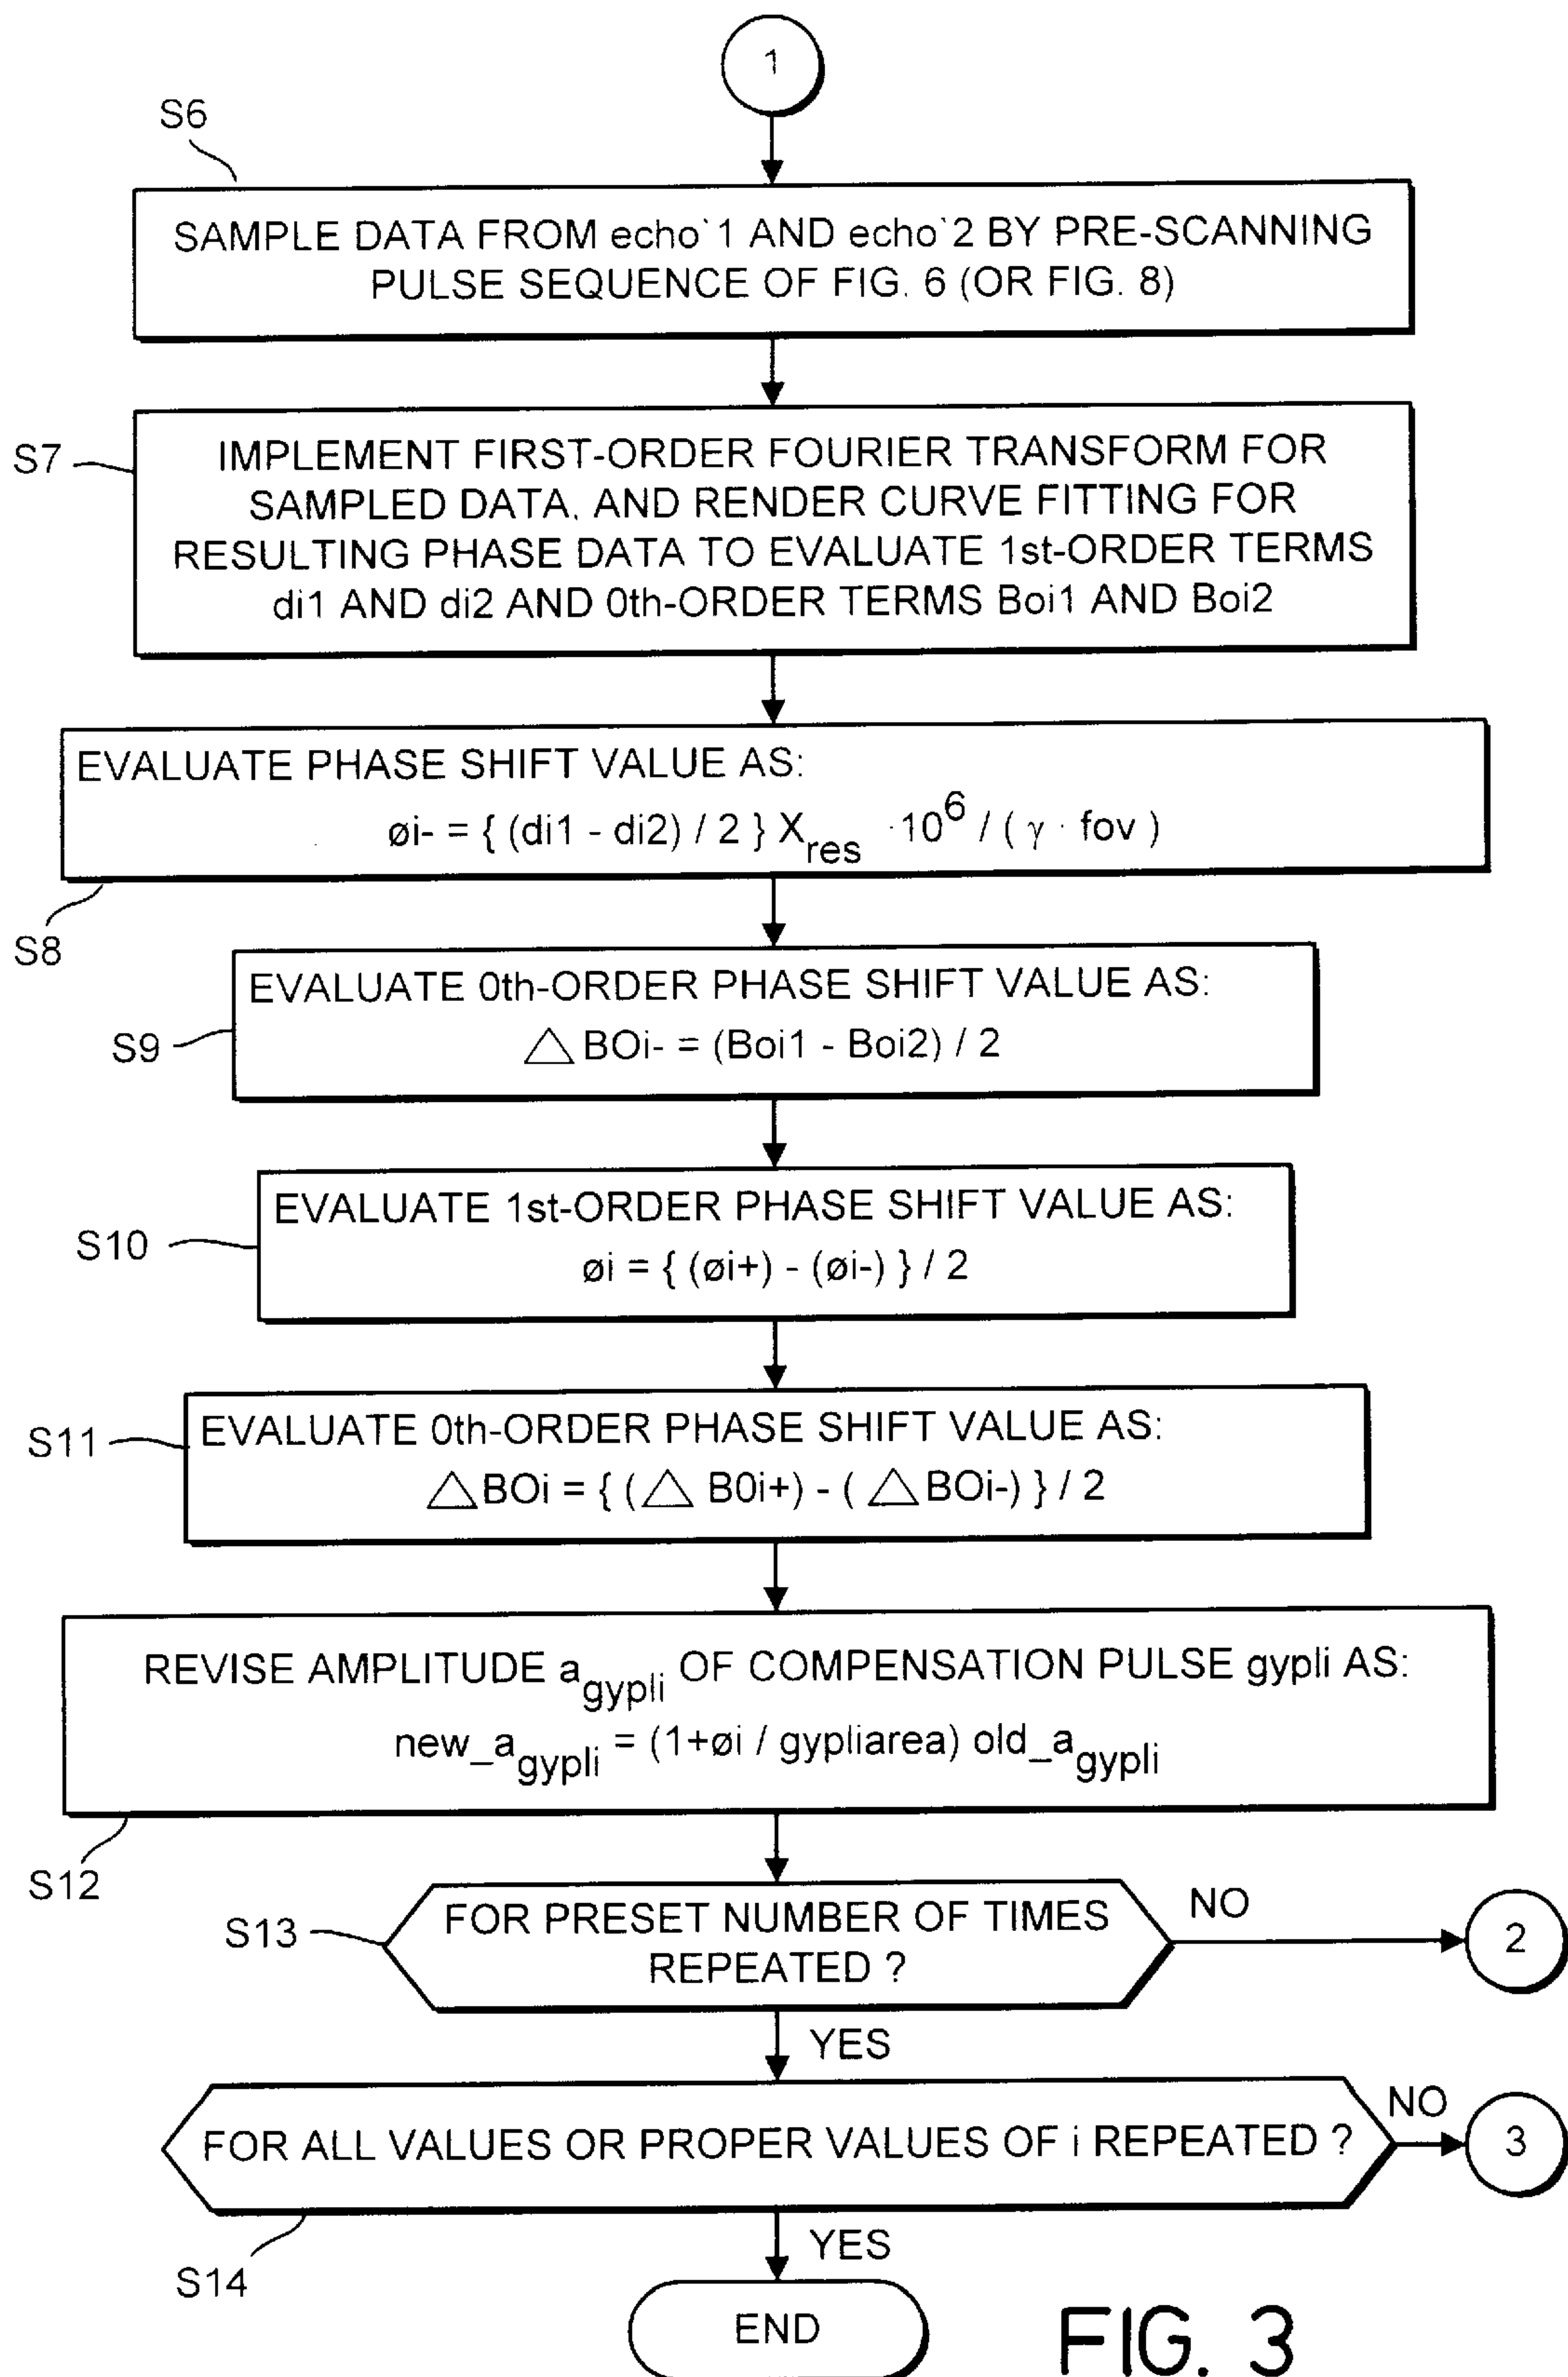 1
S6
SAMPLE DATA FROM echo`1 AND echo`2 BY PRE-SCANNING
PULSE SEQUENCE OF FIG. 6 (OR FIG. 8)
S7
IMPLEMENT FIRST-ORDER FOURIER TRANSFORM FOR
SAMPLED DATA, AND RENDER CURVE FITTING FOR
RESULTING PHASE DATA TO EVALUATE 1st-ORDER TERMS
di1 AND di2 AND 0th-ORDER TERMS Boi1 AND Boi2
EVALUATE PHASE SHIFT VALUE AS:
øi- = { (di1 - di2) / 2 } X_res · 10^6 / ( γ · fov )
S8
EVALUATE 0th-ORDER PHASE SHIFT VALUE AS:
△ BOi- = (Boi1 - Boi2) / 2
S9
EVALUATE 1st-ORDER PHASE SHIFT VALUE AS:
øi = { (øi+) - (øi-) } / 2
S10
EVALUATE 0th-ORDER PHASE SHIFT VALUE AS:
△ BOi = { (△ B0i+) - ( △ BOi-) } / 2
S11
REVISE AMPLITUDE a_gypli OF COMPENSATION PULSE gypli AS:
new_a_gypli = (1+øi / gypliarea) old_a_gypli
S12
S13
FOR PRESET NUMBER OF TIMES
REPEATED ?
NO
2
YES
FOR ALL VALUES OR PROPER VALUES OF i REPEATED ?
NO
3
S14
YES
END
FIG. 3